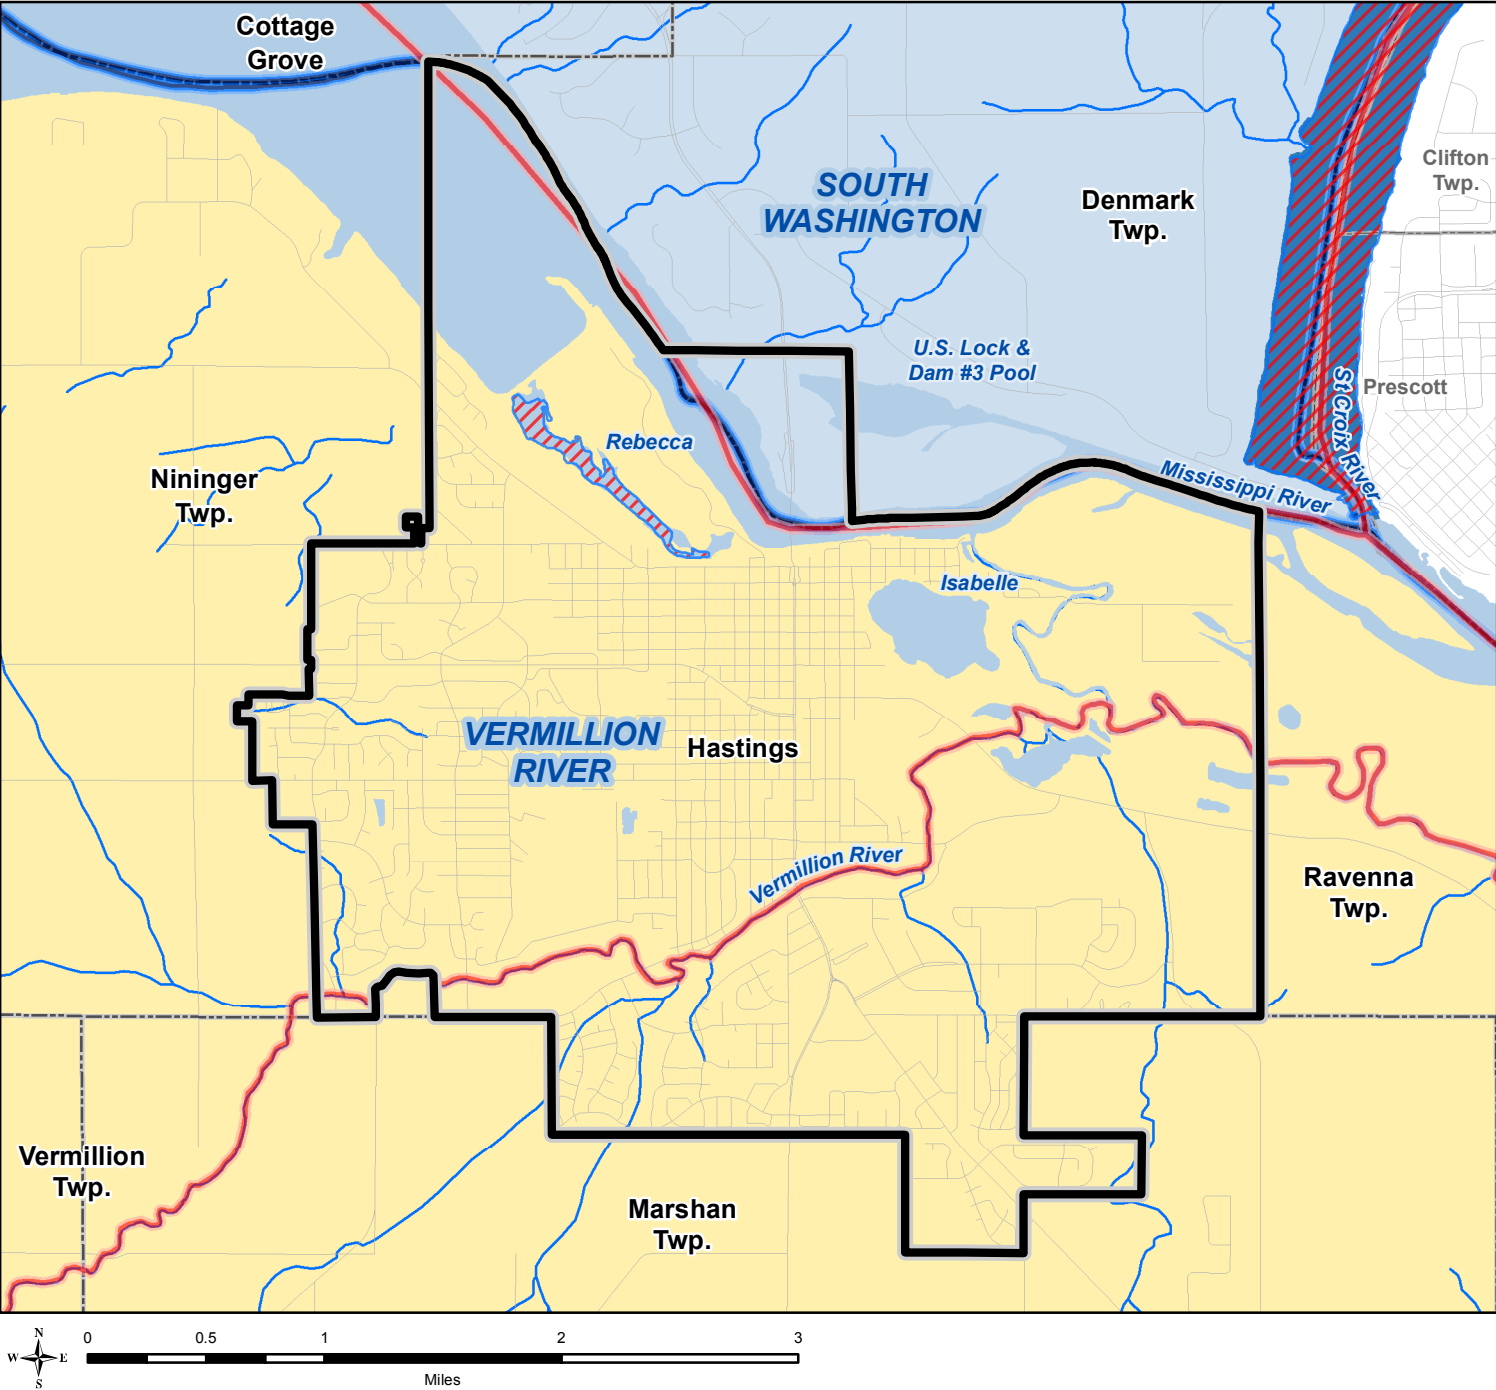 Cottage
Grove
Clifton
Twp.
SOUTH
WASHINGTON
Denmark
Twp.
U.S. Lock &
Dam #3 Pool
St Croix River
Prescott
Rebecca
Mississippi River
Nininger
Twp.
Isabelle
VERMILLION
RIVER
Hastings
Vermillion River
Ravenna
Twp.
Vermillion
Twp.
Marshan
Twp.
N
W E
S
0 0.5 1 2 3
Miles